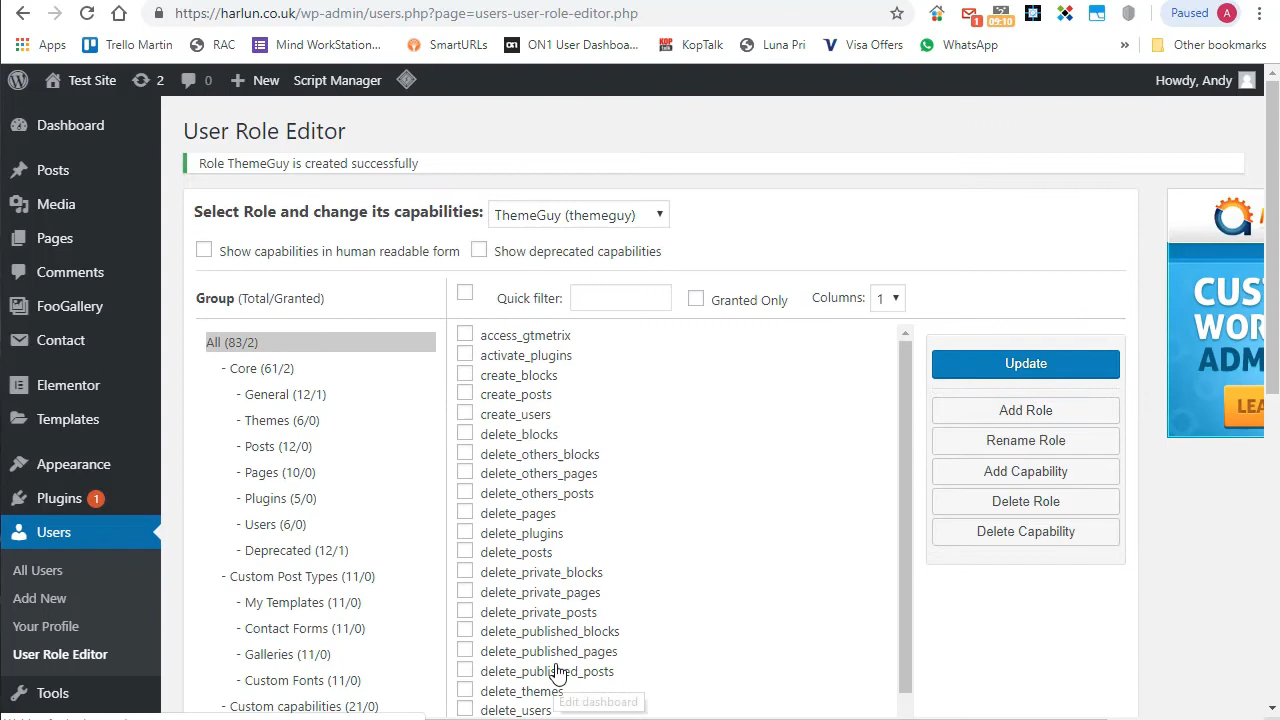 https://harlun.co.uk/wp-admin/users.php?page=users-user-role-editor.php
1
09:10
Paused
A
Apps
Trello Martin
RAC
Mind WorkStation...
SmartURLs
on
ON1 User Dashboa...
KOP
TALK
KopTalk
Luna Pri
Visa Offers
WhatsApp
»
Other bookmarks
Test Site
2
0
New
Script Manager
Howdy, Andy
Dashboard
Posts
Media
Pages
Comments
FooGallery
Contact
Elementor
Templates
Appearance
Plugins 1
Users
All Users
Add New
Your Profile
User Role Editor
Tools
User Role Editor
Role ThemeGuy is created successfully
Select Role and change its capabilities: ThemeGuy (themeguy)
Show capabilities in human readable form
Show deprecated capabilities
Group (Total/Granted)
Quick filter:
Granted Only
Columns: 1
All (83/2)
- Core (61/2)
- General (12/1)
- Themes (6/0)
- Posts (12/0)
- Pages (10/0)
- Plugins (5/0)
- Users (6/0)
- Deprecated (12/1)
- Custom Post Types (11/0)
- My Templates (11/0)
- Contact Forms (11/0)
- Galleries (11/0)
- Custom Fonts (11/0)
- Custom capabilities (21/0)
access_gtmetrix
activate_plugins
create_blocks
create_posts
create_users
delete_blocks
delete_others_blocks
delete_others_pages
delete_others_posts
delete_pages
delete_plugins
delete_posts
delete_private_blocks
delete_private_pages
delete_private_posts
delete_published_blocks
delete_published_pages
delete_published_posts
delete_themes
delete_users
Edit dashboard
Update
Add Role
Rename Role
Add Capability
Delete Role
Delete Capability